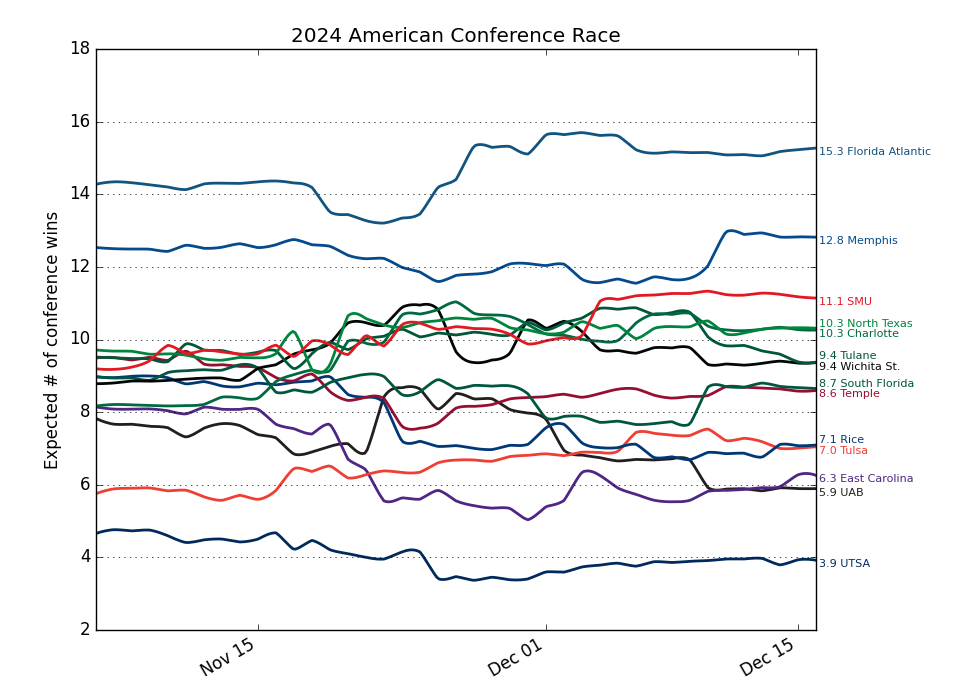 2024 American Conference Race
Expected # of conference wins
18
16
14
12
10
8
6
4
2
Nov 15
Dec 01
Dec 15
15.3 Florida Atlantic
12.8 Memphis
11.1 SMU
10.3 North Texas
10.3 Charlotte
9.4 Tulane
9.4 Wichita St.
8.7 South Florida
8.6 Temple
7.1 Rice
7.0 Tulsa
6.3 East Carolina
5.9 UAB
3.9 UTSA